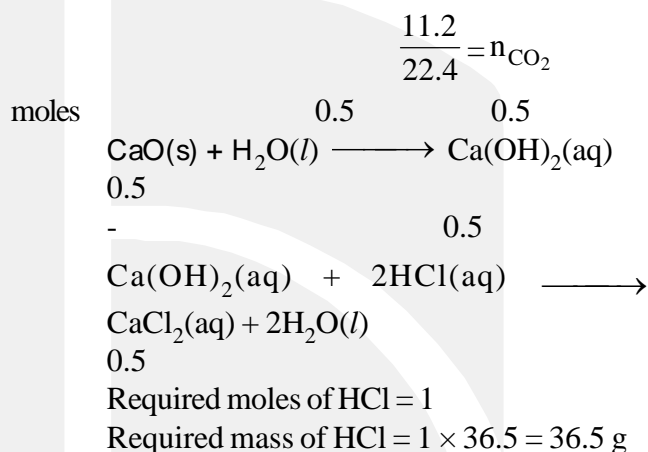 11.2/22.4 = n_CO₂
moles 0.5 0.5
CaO(s) + H₂O(l) ⟶ Ca(OH)₂(aq)
0.5
- 0.5
Ca(OH)₂(aq) + 2HCl(aq) ⟶
CaCl₂(aq) + 2H₂O(l)
0.5
Required moles of HCl = 1
Required mass of HCl = 1 × 36.5 = 36.5 g